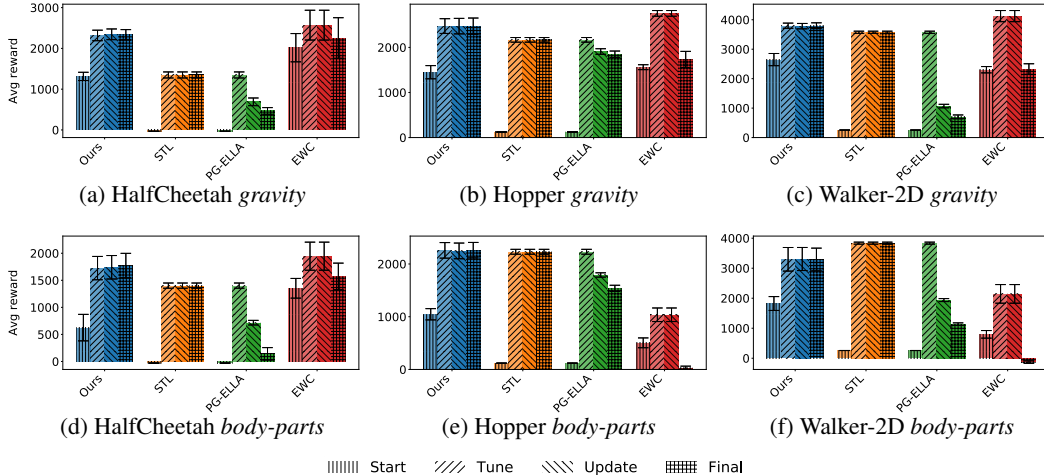 Avg reward
3000
2000
1000
0
Ours
STL
PG-ELLA
EWC
(a) HalfCheetah gravity
2000
1000
0
Ours
STL
PG-ELLA
EWC
(b) Hopper gravity
4000
3000
2000
1000
0
Ours
STL
PG-ELLA
EWC
(c) Walker-2D gravity
Avg reward
2000
1500
1000
500
0
Ours
STL
PG-ELLA
EWC
(d) HalfCheetah body-parts
2000
1000
0
Ours
STL
PG-ELLA
EWC
(e) Hopper body-parts
4000
3000
2000
1000
0
Ours
STL
PG-ELLA
EWC
(f) Walker-2D body-parts
Start Tune Update Final